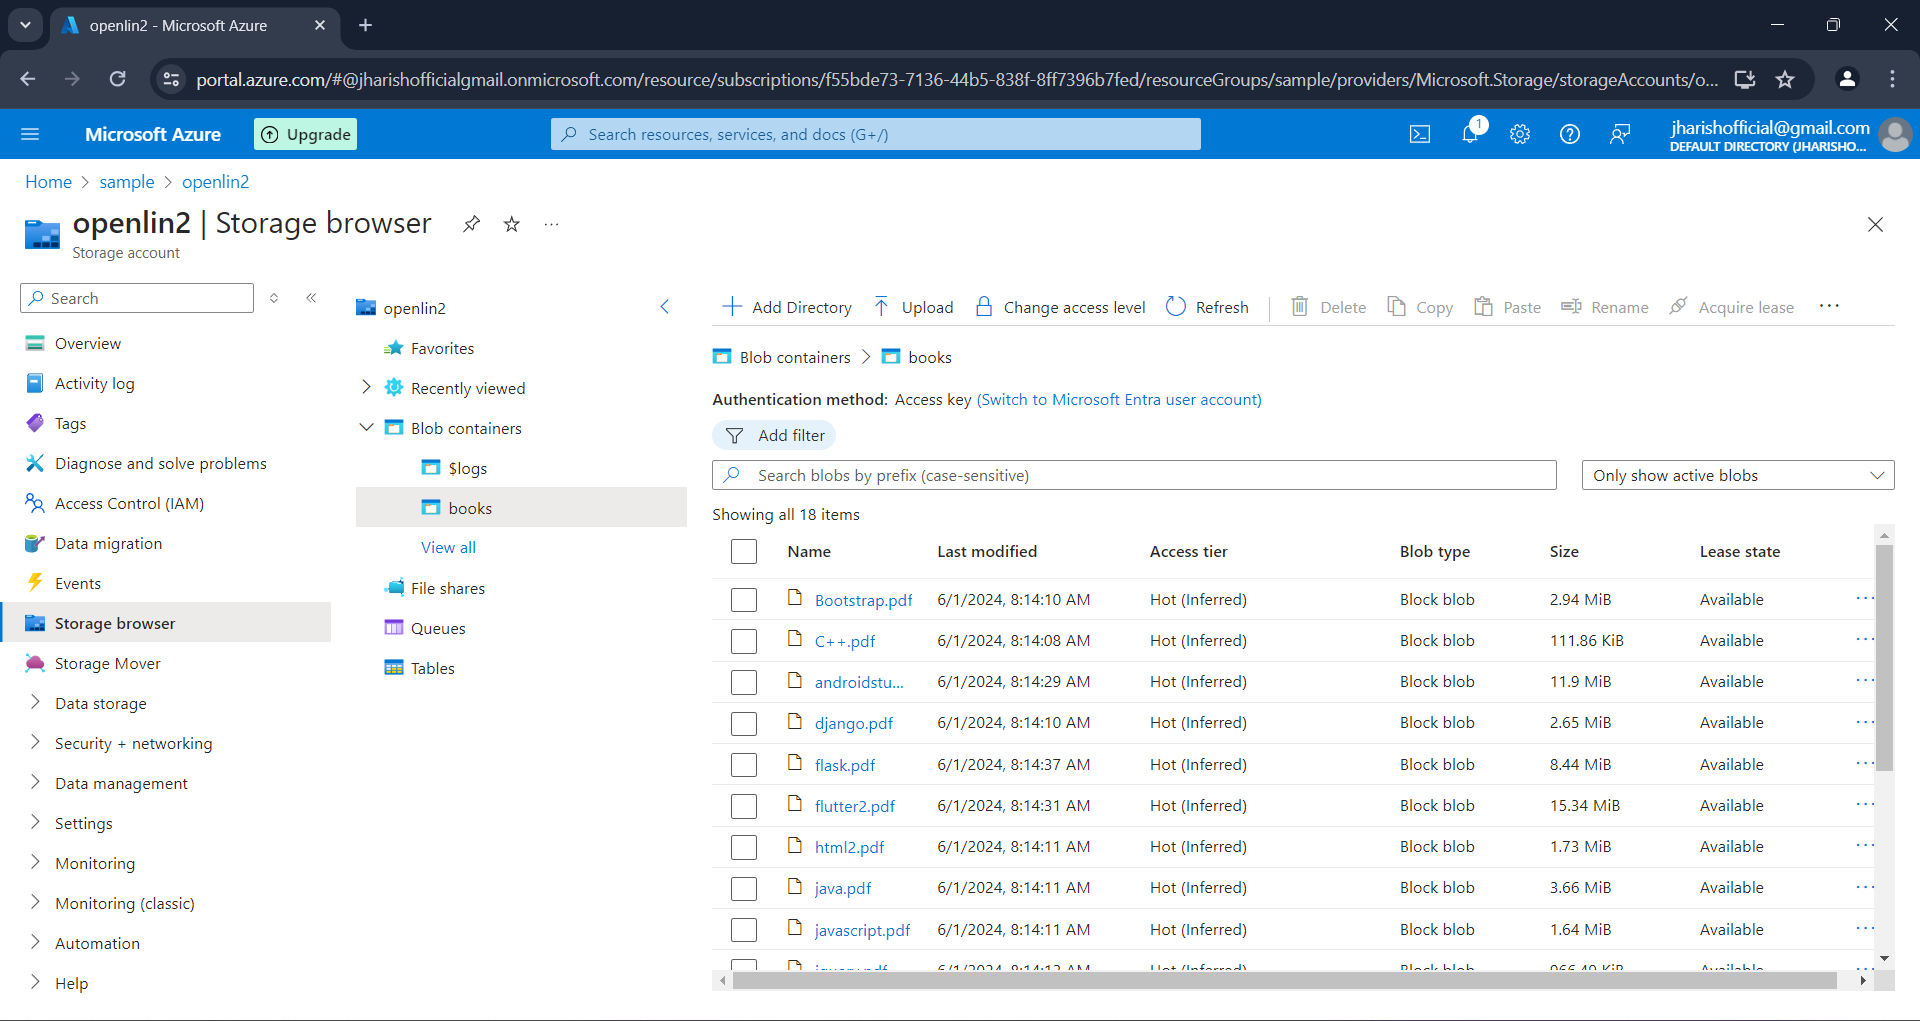 openlin2 - Microsoft Azure
portal.azure.com/#@jharishofficialgmail.onmicrosoft.com/resource/subscriptions/f55bde73-7136-44b5-838f-8ff7396b7fed/resourceGroups/sample/providers/Microsoft.Storage/storageAccounts/o...
Microsoft Azure
Upgrade
Search resources, services, and docs (G+/)
1
jharishofficial@gmail.com
DEFAULT DIRECTORY (JHARISHO...
Home > sample > openlin2
openlin2 | Storage browser
Storage account
Search
Overview
Activity log
Tags
Diagnose and solve problems
Access Control (IAM)
Data migration
Events
Storage browser
Storage Mover
Data storage
Security + networking
Data management
Settings
Monitoring
Monitoring (classic)
Automation
Help
openlin2
Favorites
Recently viewed
Blob containers
$logs
books
View all
File shares
Queues
Tables
Add Directory Upload Change access level Refresh Delete Copy Paste Rename Acquire lease
Blob containers > books
Authentication method: Access key (Switch to Microsoft Entra user account)
Add filter
Search blobs by prefix (case-sensitive)
Only show active blobs
Showing all 18 items
Name Last modified Access tier Blob type Size Lease state
Bootstrap.pdf 6/1/2024, 8:14:10 AM Hot (Inferred) Block blob 2.94 MiB Available
C++.pdf 6/1/2024, 8:14:08 AM Hot (Inferred) Block blob 111.86 KiB Available
androidstu... 6/1/2024, 8:14:29 AM Hot (Inferred) Block blob 11.9 MiB Available
django.pdf 6/1/2024, 8:14:10 AM Hot (Inferred) Block blob 2.65 MiB Available
flask.pdf 6/1/2024, 8:14:37 AM Hot (Inferred) Block blob 8.44 MiB Available
flutter2.pdf 6/1/2024, 8:14:31 AM Hot (Inferred) Block blob 15.34 MiB Available
html2.pdf 6/1/2024, 8:14:11 AM Hot (Inferred) Block blob 1.73 MiB Available
java.pdf 6/1/2024, 8:14:11 AM Hot (Inferred) Block blob 3.66 MiB Available
javascript.pdf 6/1/2024, 8:14:11 AM Hot (Inferred) Block blob 1.64 MiB Available